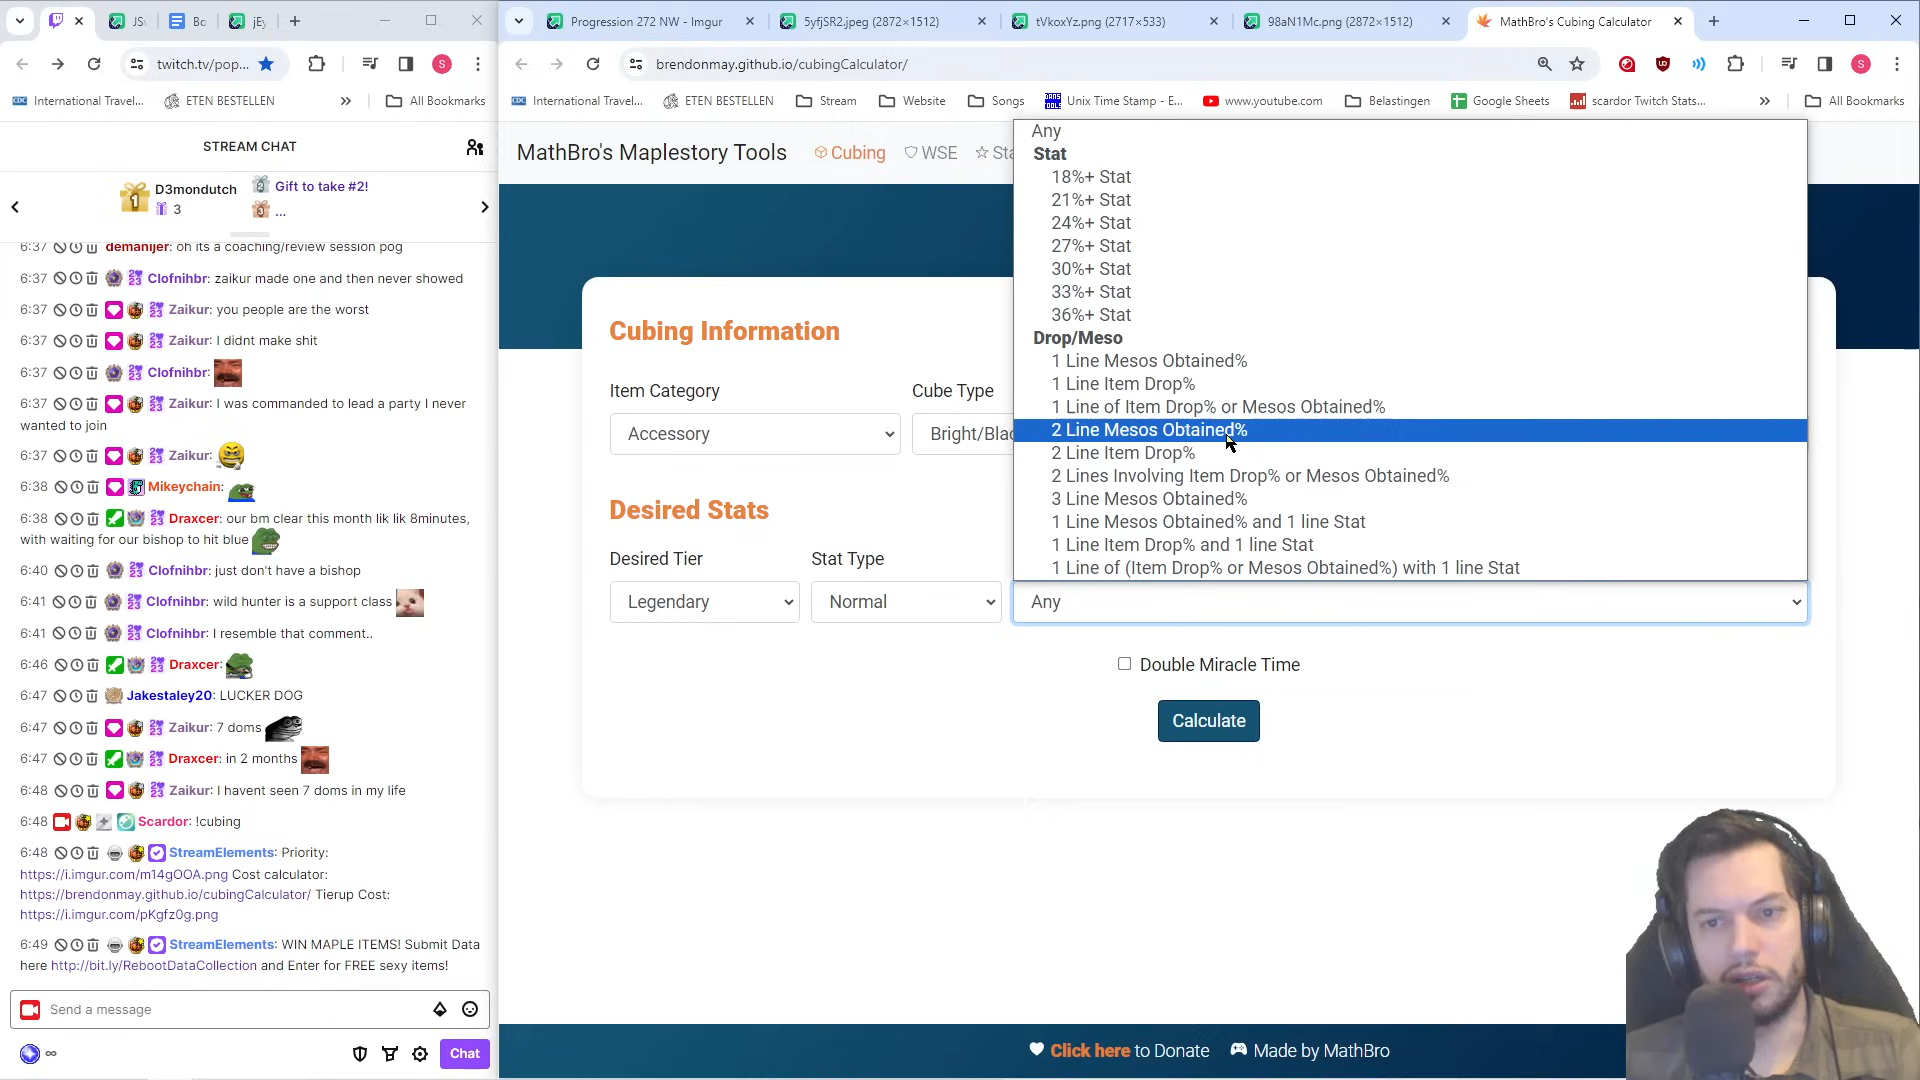 JS
Bo
jEy
Progression 272 NW - Imgur
5yfjSR2.jpeg (2872×1512)
tVkoxYz.png (2717×533)
98aN1Mc.png (2872×1512)
MathBro's Cubing Calculator
twitch.tv/pop...
S
brendonmay.github.io/cubingCalculator/
S
International Travel...
ETEN BESTELLEN
All Bookmarks
International Travel...
ETEN BESTELLEN
Stream
Website
Songs
Unix Time Stamp - E...
www.youtube.com
Belastingen
Google Sheets
scardor Twitch Stats...
All Bookmarks
STREAM CHAT
1
D3mondutch
3
2
Gift to take #2!
3
...
6:37 demanijer: oh its a coaching/review session pog
6:37 Clofnihbr: zaikur made one and then never showed
6:37 Zaikur: you people are the worst
6:37 Zaikur: I didnt make shit
6:37 Clofnihbr:
6:37 Zaikur: I was commanded to lead a party I never
wanted to join
6:37 Zaikur:
6:38 Mikeychain:
6:38 Draxcer: our bm clear this month lik lik 8minutes,
with waiting for our bishop to hit blue
6:40 Clofnihbr: just don't have a bishop
6:41 Clofnihbr: wild hunter is a support class
6:41 Clofnihbr: I resemble that comment..
6:46 Draxcer:
6:47 Jakestaley20: LUCKER DOG
6:47 Zaikur: 7 doms
6:47 Draxcer: in 2 months
6:48 Zaikur: I havent seen 7 doms in my life
6:48 Scardor: !cubing
6:48 StreamElements: Priority:
https://i.imgur.com/m14gOOA.png Cost calculator:
https://brendonmay.github.io/cubingCalculator/ Tierup Cost:
https://i.imgur.com/pKgfz0g.png
6:49 StreamElements: WIN MAPLE ITEMS! Submit Data
here http://bit.ly/RebootDataCollection and Enter for FREE sexy items!
Send a message
∞
Chat
MathBro's Maplestory Tools
Cubing
WSE
Sta
Cubing Information
Item Category
Cube Type
Accessory
Bright/Blac
Desired Stats
Desired Tier
Stat Type
Legendary
Normal
Any
Any
Stat
18%+ Stat
21%+ Stat
24%+ Stat
27%+ Stat
30%+ Stat
33%+ Stat
36%+ Stat
Drop/Meso
1 Line Mesos Obtained%
1 Line Item Drop%
1 Line of Item Drop% or Mesos Obtained%
2 Line Mesos Obtained%
2 Line Item Drop%
2 Lines Involving Item Drop% or Mesos Obtained%
3 Line Mesos Obtained%
1 Line Mesos Obtained% and 1 line Stat
1 Line Item Drop% and 1 line Stat
1 Line of (Item Drop% or Mesos Obtained%) with 1 line Stat
Double Miracle Time
Calculate
Click here to Donate
Made by MathBro